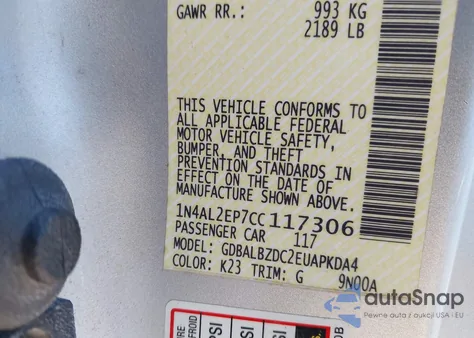 GAWR RR.: 993 KG
2189 LB
THIS VEHICLE CONFORMS TO
ALL APPLICABLE FEDERAL
MOTOR VEHICLE SAFETY,
BUMPER, AND THEFT
PREVENTION STANDARDS IN
EFFECT ON THE DATE OF
MANUFACTURE SHOWN ABOVE.
1N4AL2EP7CC117306
PASSENGER CAR 117
MODEL: GDBALBZDC2EUAPKDA4
COLOR: K23 TRIM: G 9N00A
autoSnap
Pewne auta z aukcji USA - EU
PSI
PSI